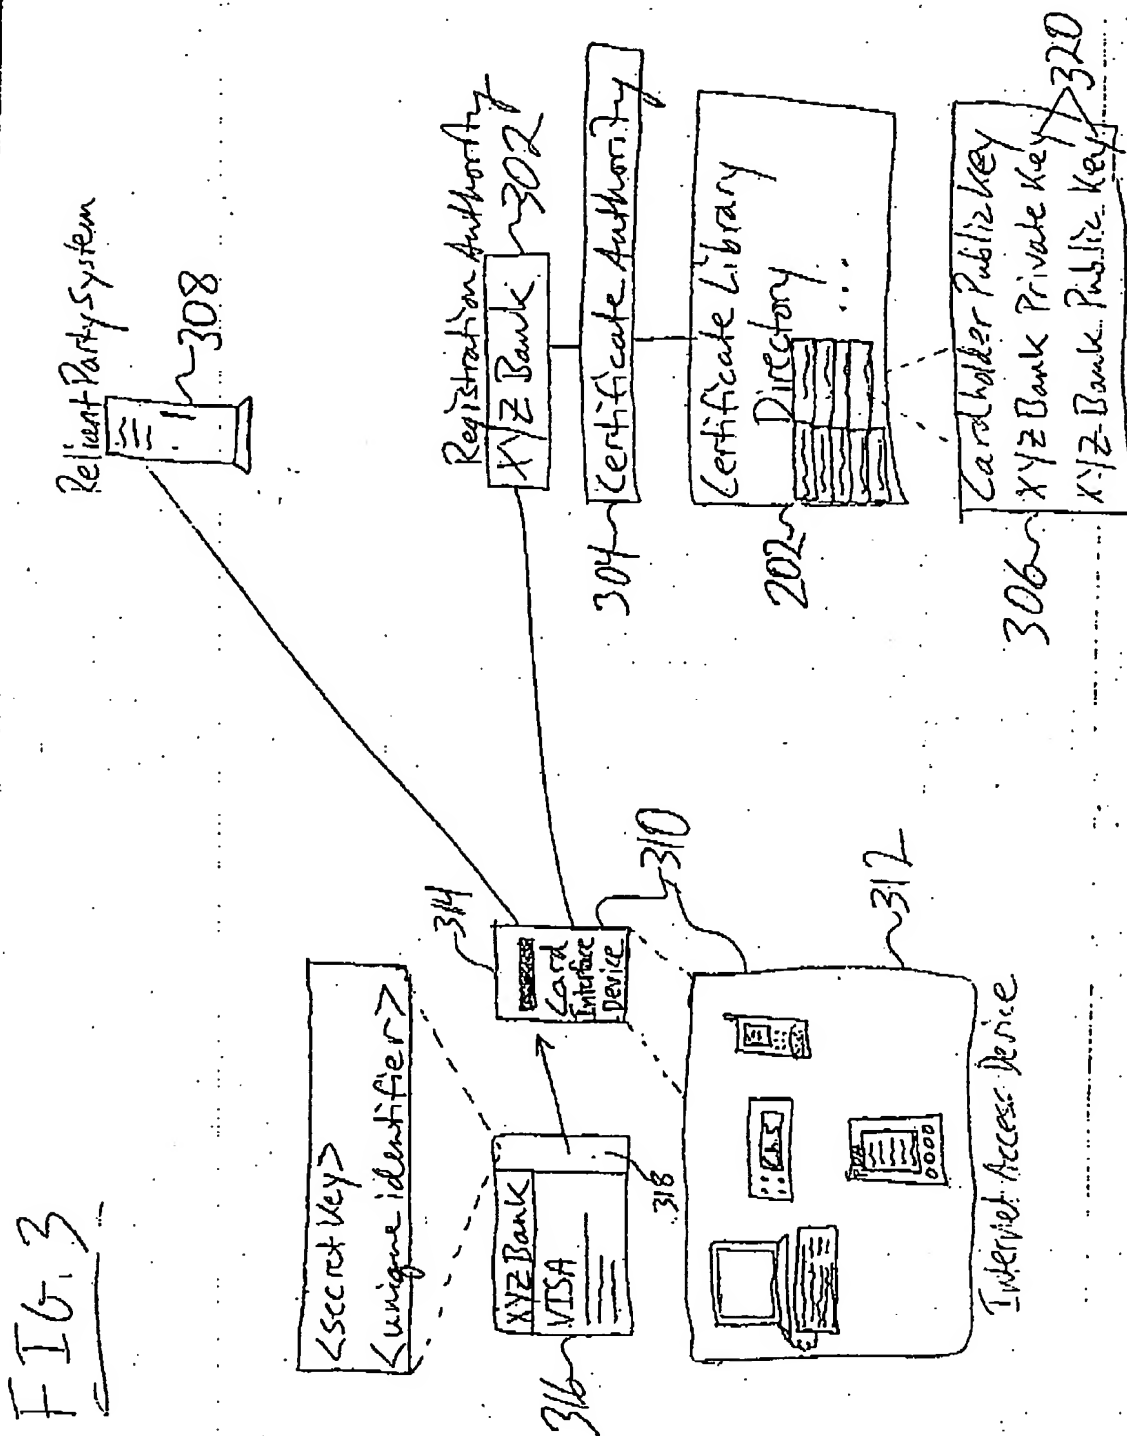 FIG. 3
<secret key>
<unique identifier>
XYZ Bank
VISA
316
318
314
Card
Interface
Device
310
312
Internet Access Device
Ch. 5
Relient Party System
308
Registration Authority
XYZ Bank
302
Certificate Authority
304
Certificate Library
Directory
...
202
Cardholder Public Key
XYZ Bank Private Key
XYZ Bank Public Key
320
306